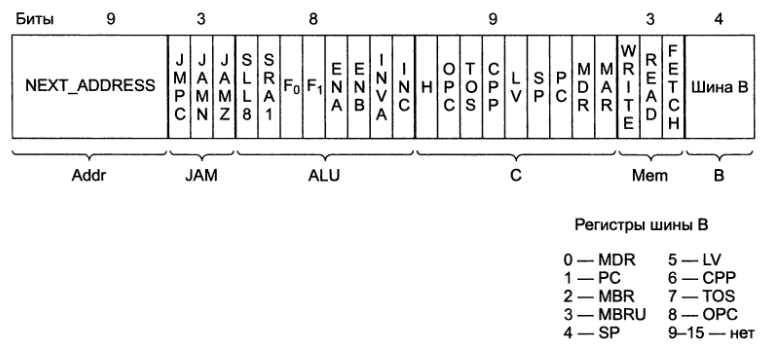 Биты 9 3 8 9 3 4
NEXT_ADDRESS JMPC JAMN JAMZ SLL8 SRA1 F0 F1 ENA ENB INVA INC H OPC TOS CPP LV SP PC MDR MAR WRITE READ FETCH Шина B
Addr JAM ALU C Mem B
Регистры шины B
0 — MDR 5 — LV
1 — PC 6 — CPP
2 — MBR 7 — TOS
3 — MBRU 8 — OPC
4 — SP 9–15 — нет